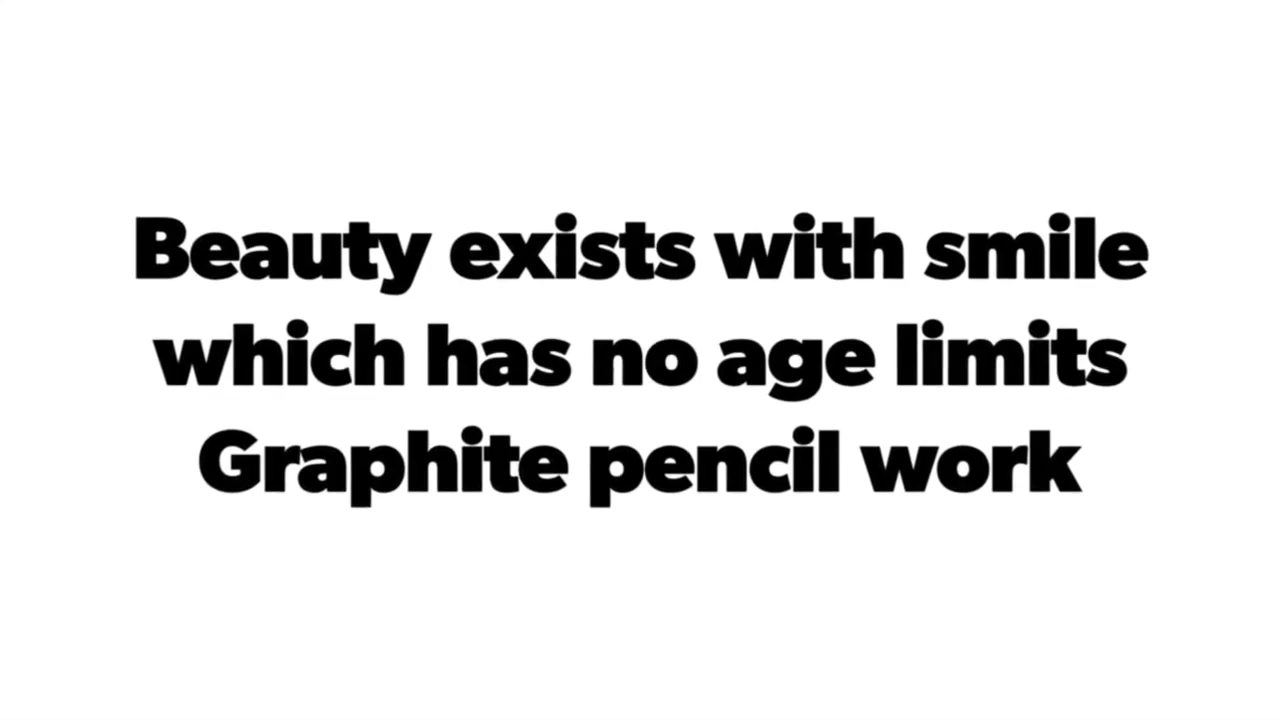 Beauty exists with smile
which has no age limits
Graphite pencil work